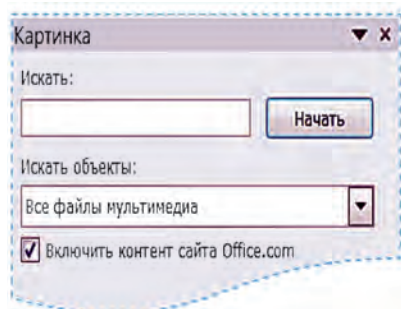 Картинка
Искать:
Начать
Искать объекты:
Все файлы мультимедиа
Включить контент сайта Office.com